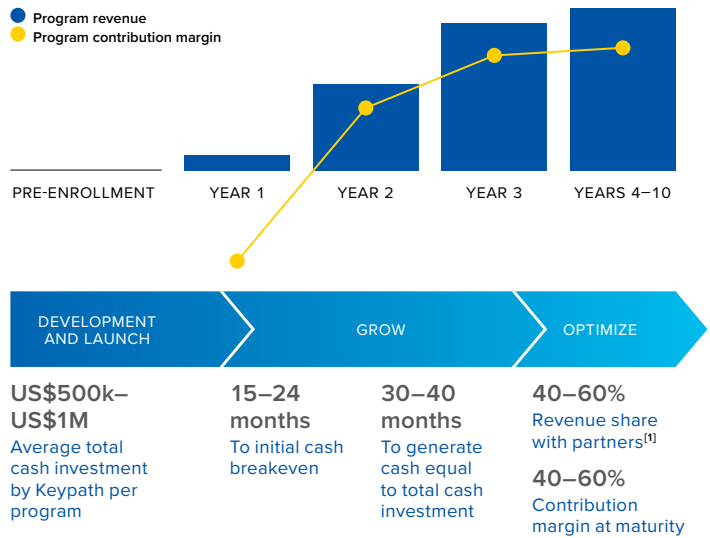 Program revenue
Program contribution margin
PRE-ENROLLMENT
YEAR 1
YEAR 2
YEAR 3
YEARS 4–10
DEVELOPMENT
AND LAUNCH
GROW
OPTIMIZE
US$500k–
US$1M
Average total
cash investment
by Keypath per
program
15–24
months
To initial cash
breakeven
30–40
months
To generate
cash equal
to total cash
investment
40–60%
Revenue share
with partners[1]
40–60%
Contribution
margin at maturity